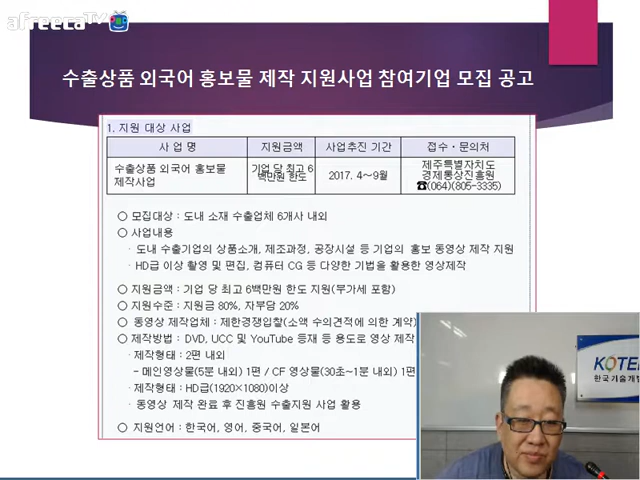 afreecaTV
수출상품 외국어 홍보물 제작 지원사업 참여기업 모집 공고
1. 지원 대상 사업
사 업 명 지원금액 사업추진 기간 접수・문의처
수출상품 외국어 홍보물 제작사업 기업 당 최고 6백만원 한도 2017. 4~9월 제주특별자치도 경제통상진흥원 ☎(064)(805-3335)
○ 모집대상 : 도내 소재 수출업체 6개사 내외
○ 사업내용
· 도내 수출기업의 상품소개, 제조과정, 공장시설 등 기업의 홍보 동영상 제작 지원
· HD급 이상 촬영 및 편집, 컴퓨터 CG 등 다양한 기법을 활용한 영상제작
○ 지원금액 : 기업 당 최고 6백만원 한도 지원(부가세 포함)
○ 지원수준 : 지원금 80%, 자부담 20%
○ 동영상 제작업체 : 제한경쟁입찰(소액 수의견적에 의한 계약)
○ 제작방법 : DVD, UCC 및 YouTube 등재 등 용도로 영상 제작
· 제작형태 : 2편 내외
- 메인영상물(5분 내외) 1편 / CF 영상물(30초~1분 내외) 1편
· 제작형태 : HD급(1920×1080)이상
· 동영상 제작 완료 후 진흥원 수출지원 사업 활용
○ 지원언어 : 한국어, 영어, 중국어, 일본어
KOTE
한국기술개발